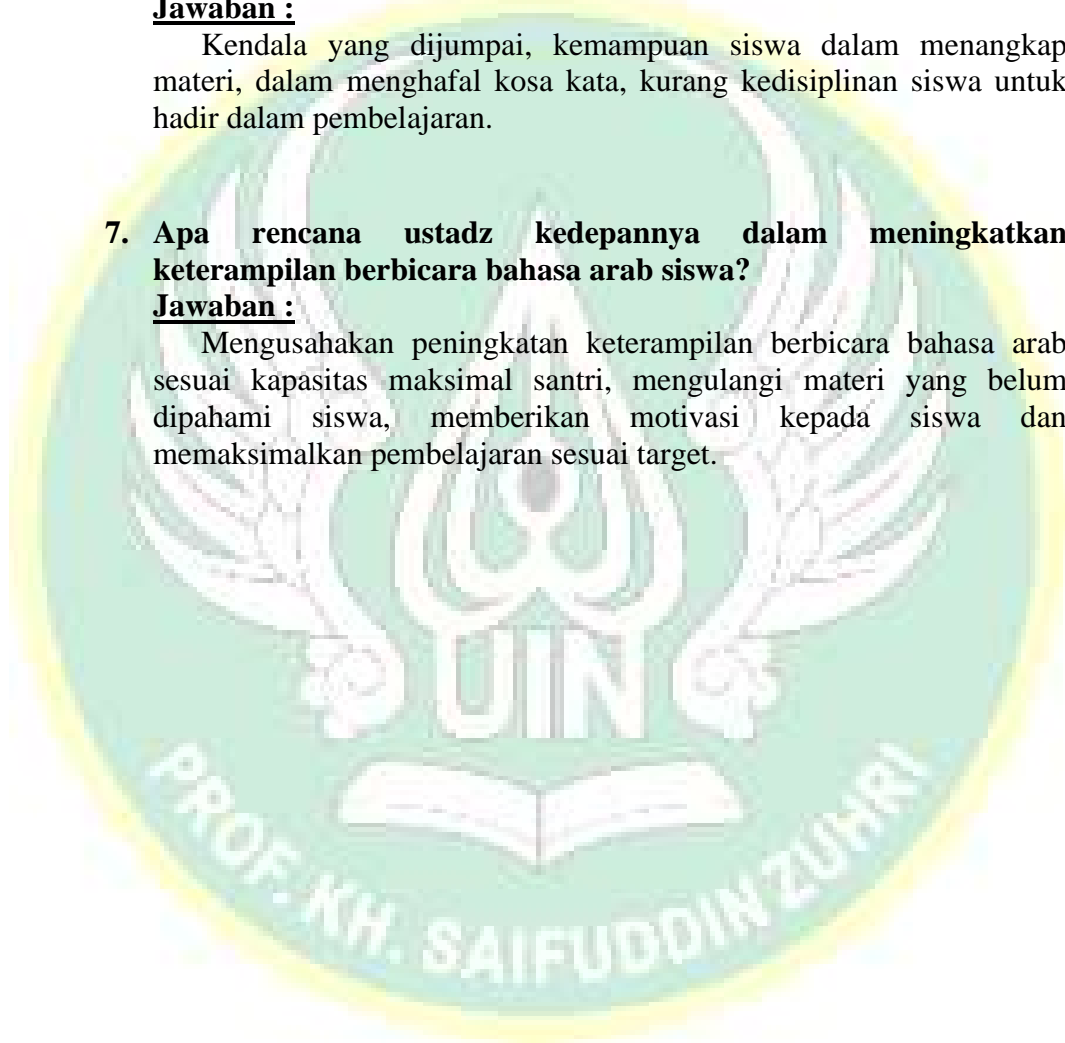 Jawaban :
Kendala yang dijumpai, kemampuan siswa dalam menangkap
materi, dalam menghafal kosa kata, kurang kedisiplinan siswa untuk
hadir dalam pembelajaran.
7. Apa rencana ustadz kedepannya dalam meningkatkan
keterampilan berbicara bahasa arab siswa?
Jawaban :
Mengusahakan peningkatan keterampilan berbicara bahasa arab
sesuai kapasitas maksimal santri, mengulangi materi yang belum
dipahami siswa, memberikan motivasi kepada siswa dan
memaksimalkan pembelajaran sesuai target.
UIN
PROF. KH. SAIFUDDIN ZUHRI